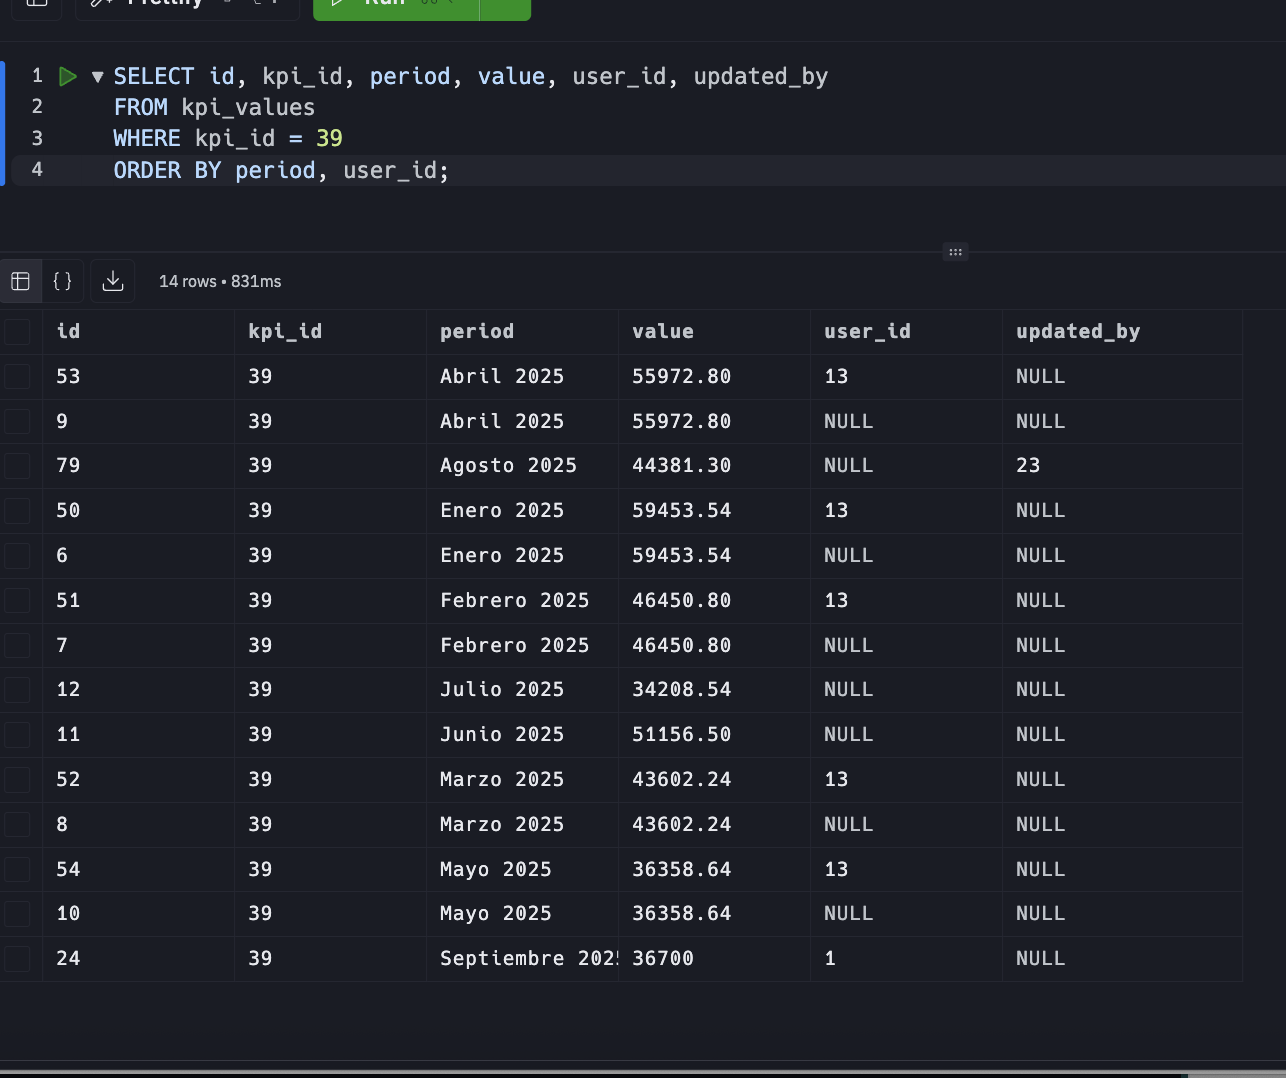 Prettify Run
1 SELECT id, kpi_id, period, value, user_id, updated_by
2 FROM kpi_values
3 WHERE kpi_id = 39
4 ORDER BY period, user_id;
{ } 14 rows • 831ms
id kpi_id period value user_id updated_by
53 39 Abril 2025 55972.80 13 NULL
9 39 Abril 2025 55972.80 NULL NULL
79 39 Agosto 2025 44381.30 NULL 23
50 39 Enero 2025 59453.54 13 NULL
6 39 Enero 2025 59453.54 NULL NULL
51 39 Febrero 2025 46450.80 13 NULL
7 39 Febrero 2025 46450.80 NULL NULL
12 39 Julio 2025 34208.54 NULL NULL
11 39 Junio 2025 51156.50 NULL NULL
52 39 Marzo 2025 43602.24 13 NULL
8 39 Marzo 2025 43602.24 NULL NULL
54 39 Mayo 2025 36358.64 13 NULL
10 39 Mayo 2025 36358.64 NULL NULL
24 39 Septiembre 2025 36700 1 NULL